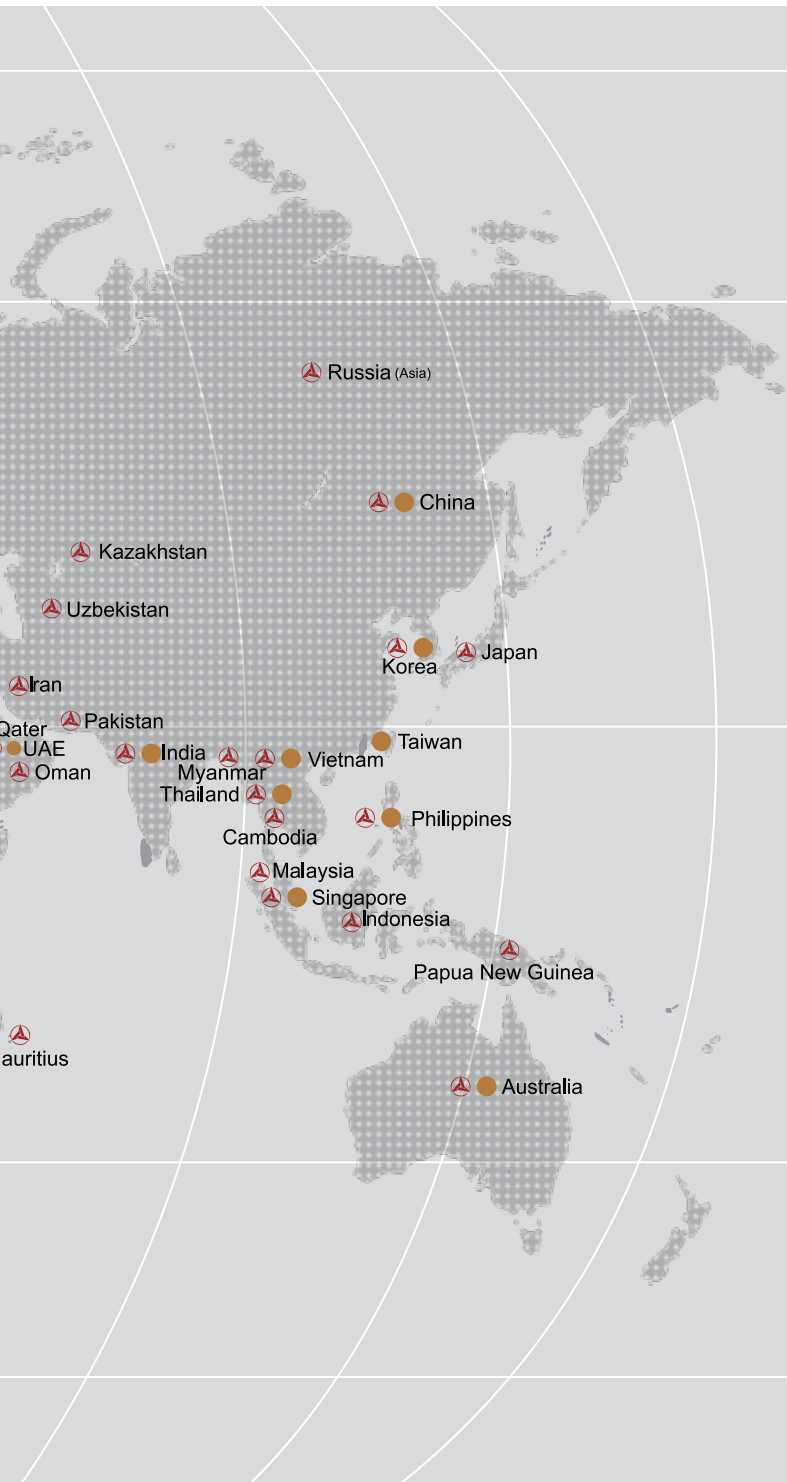 Russia (Asia)
China
Kazakhstan
Uzbekistan
Korea
Japan
Iran
Pakistan
Qater
UAE
Oman
India
Myanmar
Vietnam
Taiwan
Thailand
Cambodia
Philippines
Malaysia
Singapore
Indonesia
Papua New Guinea
auritius
Australia